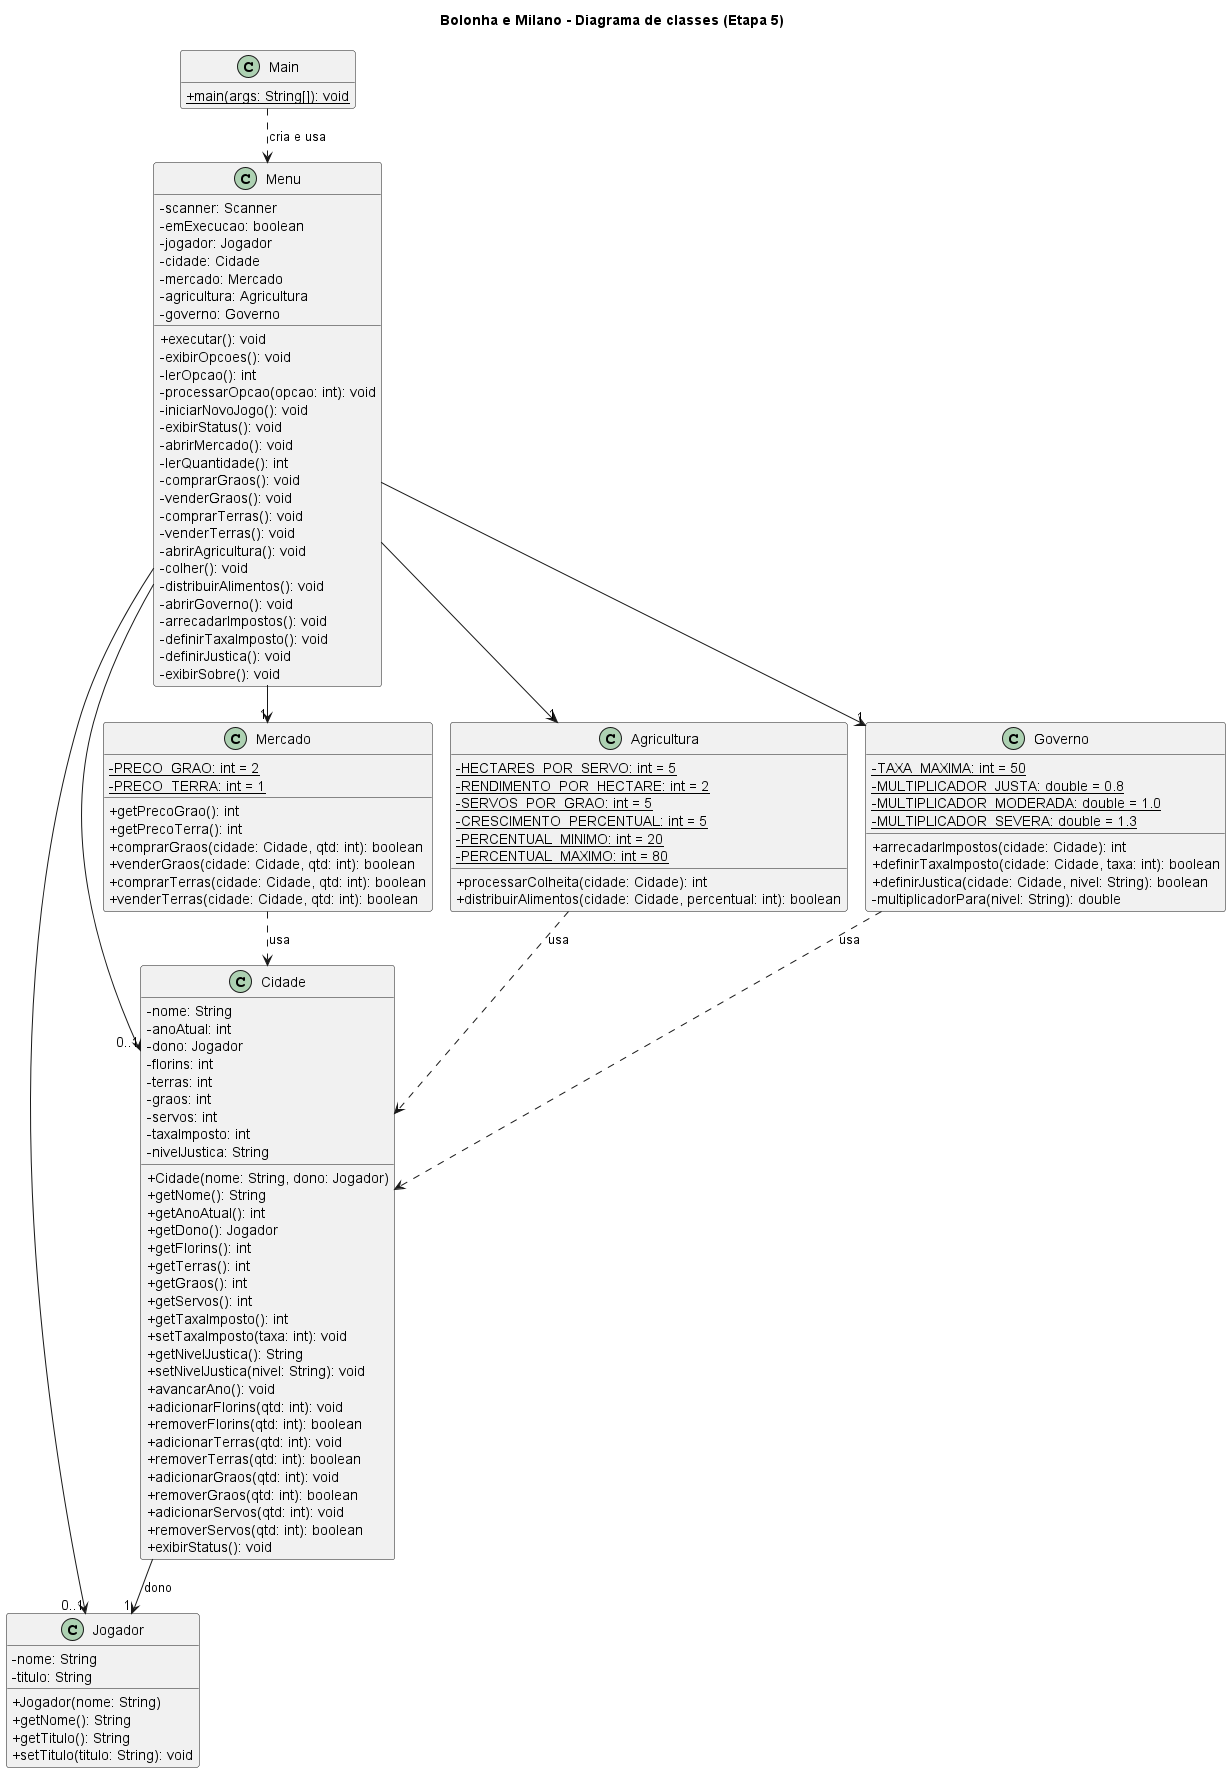 Bolonha e Milano - Diagrama de classes (Etapa 5)
C Main
+main(args: String[]): void
cria e usa
C Menu
-scanner: Scanner
-emExecucao: boolean
-jogador: Jogador
-cidade: Cidade
-mercado: Mercado
-agricultura: Agricultura
-governo: Governo
+executar(): void
-exibirOpcoes(): void
-lerOpcao(): int
-processarOpcao(opcao: int): void
-iniciarNovoJogo(): void
-exibirStatus(): void
-abrirMercado(): void
-lerQuantidade(): int
-comprarGraos(): void
-venderGraos(): void
-comprarTerras(): void
-venderTerras(): void
-abrirAgricultura(): void
-colher(): void
-distribuirAlimentos(): void
-abrirGoverno(): void
-arrecadarImpostos(): void
-definirTaxaImposto(): void
-definirJustica(): void
-exibirSobre(): void
1
1
1
C Mercado
-PRECO_GRAO: int = 2
-PRECO_TERRA: int = 1
+getPrecoGrao(): int
+getPrecoTerra(): int
+comprarGraos(cidade: Cidade, qtd: int): boolean
+venderGraos(cidade: Cidade, qtd: int): boolean
+comprarTerras(cidade: Cidade, qtd: int): boolean
+venderTerras(cidade: Cidade, qtd: int): boolean
C Agricultura
-HECTARES_POR_SERVO: int = 5
-RENDIMENTO_POR_HECTARE: int = 2
-SERVOS_POR_GRAO: int = 5
-CRESCIMENTO_PERCENTUAL: int = 5
-PERCENTUAL_MINIMO: int = 20
-PERCENTUAL_MAXIMO: int = 80
+processarColheita(cidade: Cidade): int
+distribuirAlimentos(cidade: Cidade, percentual: int): boolean
C Governo
-TAXA_MAXIMA: int = 50
-MULTIPLICADOR_JUSTA: double = 0.8
-MULTIPLICADOR_MODERADA: double = 1.0
-MULTIPLICADOR_SEVERA: double = 1.3
+arrecadarImpostos(cidade: Cidade): int
+definirTaxaImposto(cidade: Cidade, taxa: int): boolean
+definirJustica(cidade: Cidade, nivel: String): boolean
-multiplicadorPara(nivel: String): double
usa
usa
usa
C Cidade
-nome: String
-anoAtual: int
-dono: Jogador
-florins: int
-terras: int
-graos: int
-servos: int
-taxaImposto: int
-nivelJustica: String
0..1
+Cidade(nome: String, dono: Jogador)
+getNome(): String
+getAnoAtual(): int
+getDono(): Jogador
+getFlorins(): int
+getTerras(): int
+getGraos(): int
+getServos(): int
+getTaxaImposto(): int
+setTaxaImposto(taxa: int): void
+getNivelJustica(): String
+setNivelJustica(nivel: String): void
+avancarAno(): void
+adicionarFlorins(qtd: int): void
+removerFlorins(qtd: int): boolean
+adicionarTerras(qtd: int): void
+removerTerras(qtd: int): boolean
+adicionarGraos(qtd: int): void
+removerGraos(qtd: int): boolean
+adicionarServos(qtd: int): void
+removerServos(qtd: int): boolean
+exibirStatus(): void
dono
0..1
1
C Jogador
-nome: String
-titulo: String
+Jogador(nome: String)
+getNome(): String
+getTitulo(): String
+setTitulo(titulo: String): void